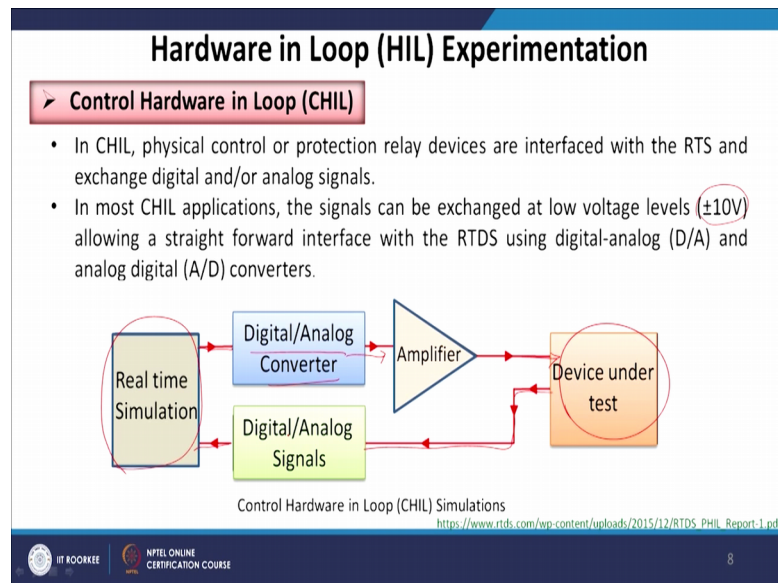 Hardware in Loop (HIL) Experimentation
➤ Control Hardware in Loop (CHIL)
• In CHIL, physical control or protection relay devices are interfaced with the RTS and
exchange digital and/or analog signals.
• In most CHIL applications, the signals can be exchanged at low voltage levels (±10V)
allowing a straight forward interface with the RTDS using digital-analog (D/A) and
analog digital (A/D) converters.
Digital/Analog
Converter
Amplifier
Real time
Simulation
Device under
test
Digital/Analog
Signals
Control Hardware in Loop (CHIL) Simulations
https://www.rtds.com/wp-content/uploads/2015/12/RTDS_PHIL_Report-1.pd
IIT ROORKEE
NPTEL ONLINE
CERTIFICATION COURSE
8